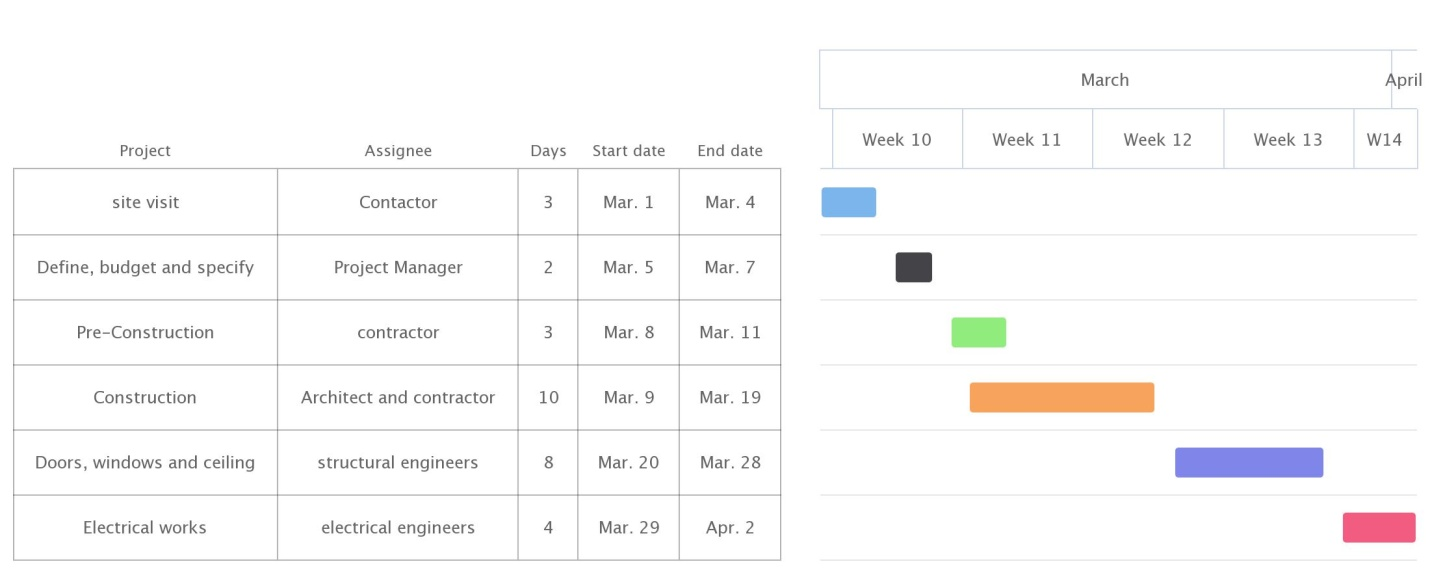 March April
Week 10 Week 11 Week 12 Week 13 W14
Project Assignee Days Start date End date
site visit Contactor 3 Mar. 1 Mar. 4
Define, budget and specify Project Manager 2 Mar. 5 Mar. 7
Pre-Construction contractor 3 Mar. 8 Mar. 11
Construction Architect and contractor 10 Mar. 9 Mar. 19
Doors, windows and ceiling structural engineers 8 Mar. 20 Mar. 28
Electrical works electrical engineers 4 Mar. 29 Apr. 2